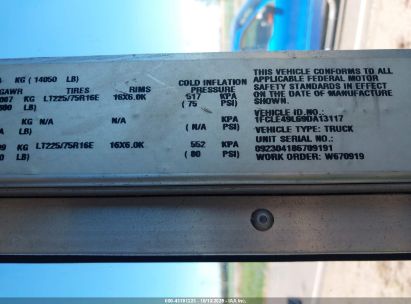 KG (14050 LB)
GAWR TIRES RIMS COLD INFLATION PRESSURE
KG LT225/75R16E 16X6.0K 517 KPA
LB) (75 PSI)
KG N/A N/A KPA
LB) (N/A PSI)
KG LT225/75R16E 16X6.0K 552 KPA
LB) (80 PSI)
THIS VEHICLE CONFORMS TO ALL
APPLICABLE FEDERAL MOTOR
SAFETY STANDARDS IN EFFECT
ON THE DATE OF MANUFACTURE
SHOWN.
VEHICLE ID NO.:
1FCLE49L69DA13117
VEHICLE TYPE: TRUCK
UNIT SERIAL NO.:
092304186709191
WORK ORDER: W670919